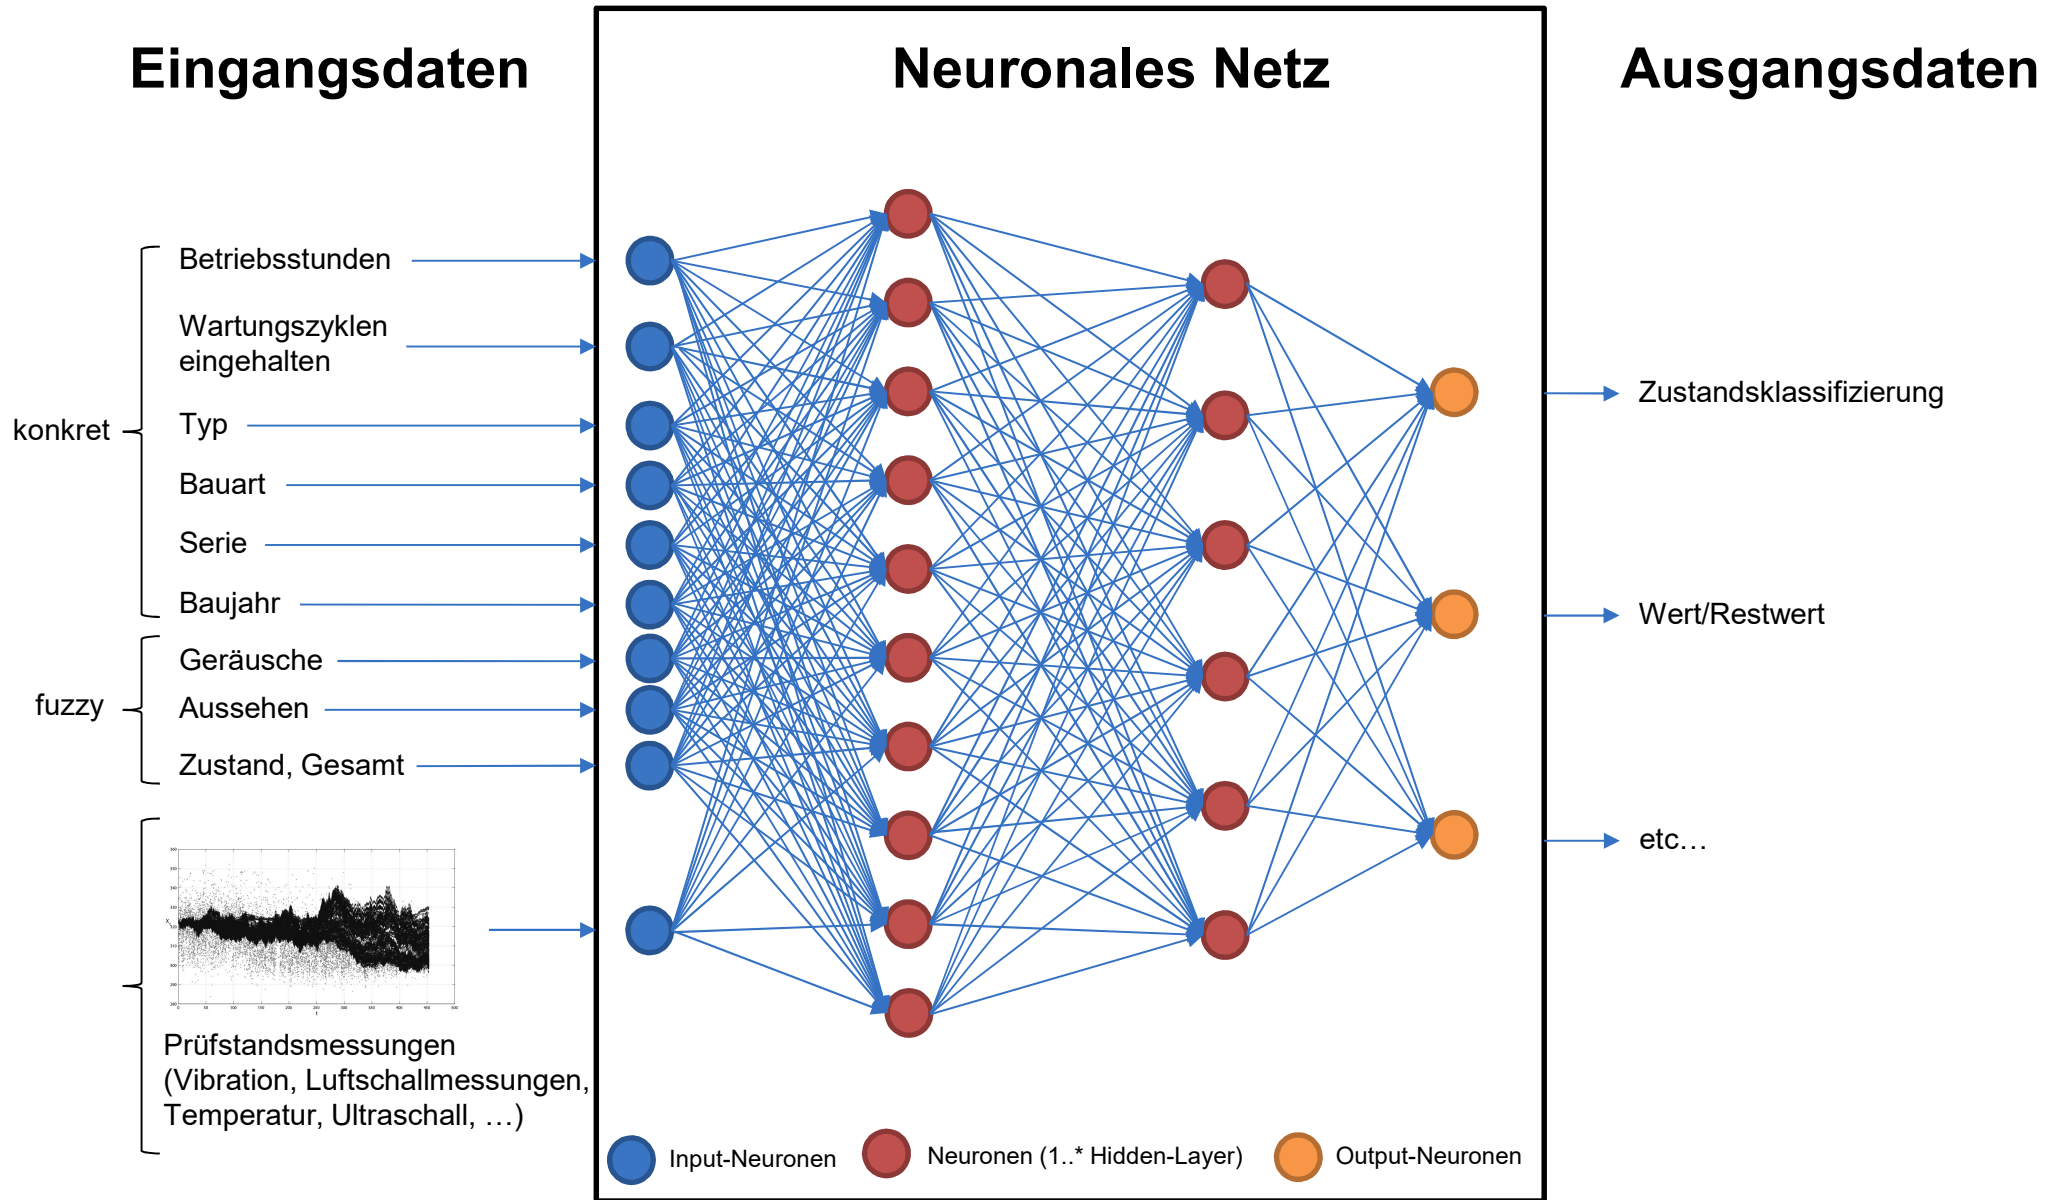 Eingangsdaten
Neuronales Netz
Ausgangsdaten
konkret
Betriebsstunden
Wartungszyklen
eingehalten
Typ
Bauart
Serie
Baujahr
fuzzy
Geräusche
Aussehen
Zustand, Gesamt
Prüfstandsmessungen
(Vibration, Luftschallmessungen,
Temperatur, Ultraschall, …)
Zustandsklassifizierung
Wert/Restwert
etc…
Input-Neuronen
Neuronen (1..* Hidden-Layer)
Output-Neuronen